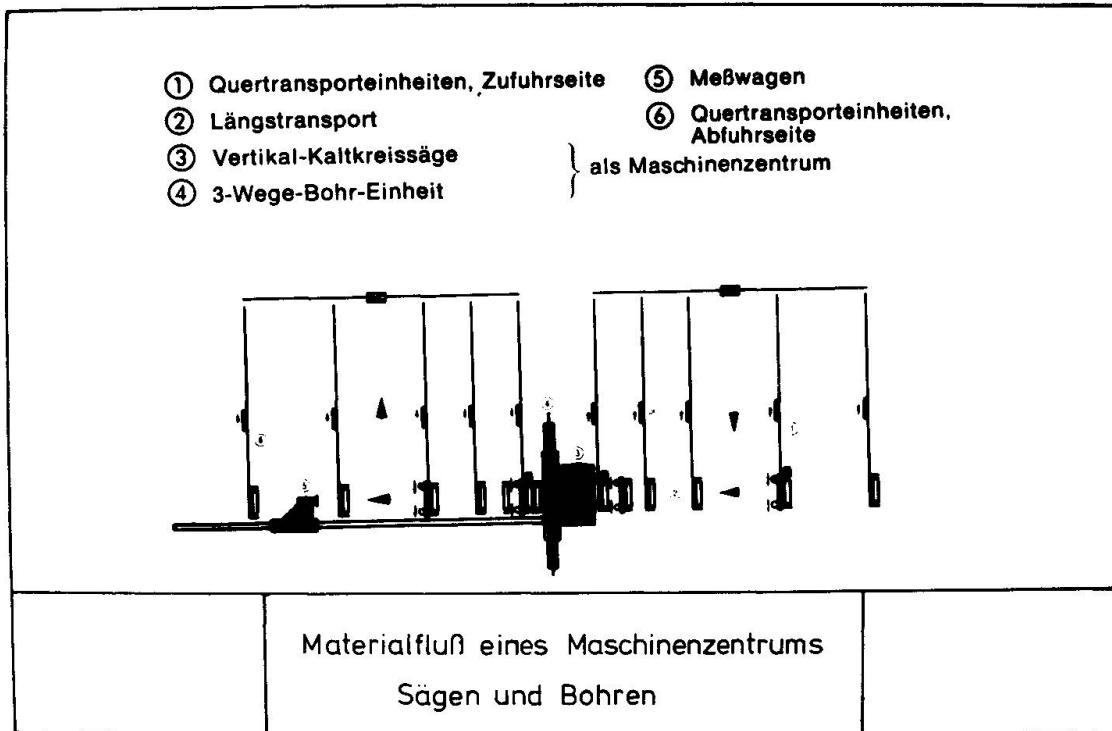 ① Quertransporteinheiten, Zufuhrseite
② Längstransport
③ Vertikal-Kaltkreissäge
④ 3-Wege-Bohr-Einheit
} als Maschinenzentrum
⑤ Meßwagen
⑥ Quertransporteinheiten,
Abfuhrseite
Materialfluß eines Maschinenzentrums
Sägen und Bohren